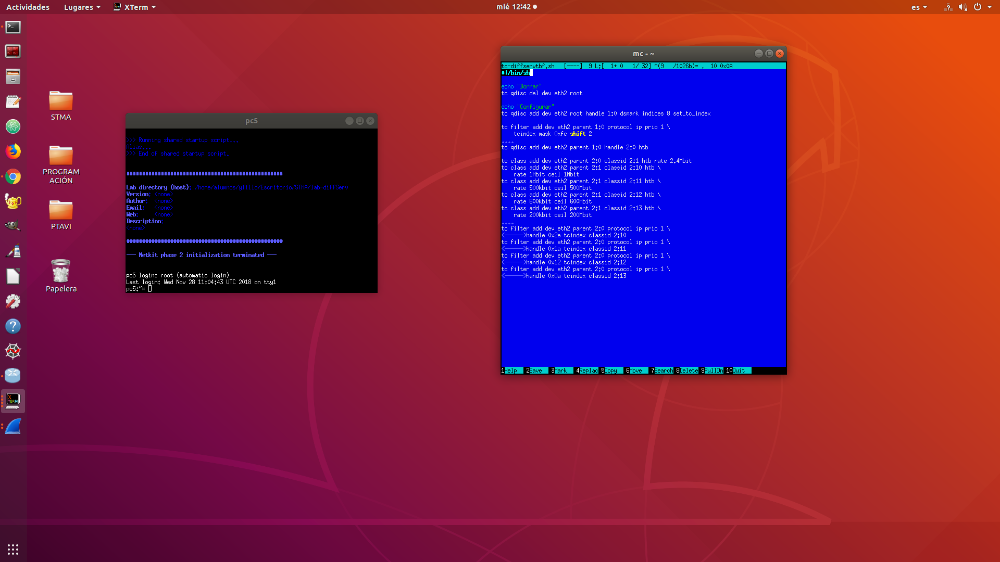 Actividades Lugares XTerm mié 12:42 es
STMA
PROGRAM
ACIÓN
PTAVI
Papelera
pc5
>>> Running shared startup script...
Alias...
>>> End of shared startup script.
##################################################
Lab directory (host): /home/alumnos/ylillo/Escritorio/STMA/lab-diffServ
Version: <none>
Author: <none>
Email: <none>
Web: <none>
Description:
<none>
##################################################
--- Netkit phase 2 initialization terminated ---
pc5 login: root (automatic login)
Last login: Wed Nov 28 11:04:43 UTC 2018 on tty1
pc5:~#
mc - ~
tc-diffservtbf.sh [----] 9 L:[ 1+ 0 1/ 32] *(9 /1026b)= . 10 0x0A
#!/bin/sh
echo "Borrar"
tc qdisc del dev eth2 root
echo "Configurar"
tc qdisc add dev eth2 root handle 1:0 dsmark indices 8 set_tc_index
tc filter add dev eth2 parent 1:0 protocol ip prio 1 \
tcindex mask 0xfc shift 2
....
tc qdisc add dev eth2 parent 1:0 handle 2:0 htb
tc class add dev eth2 parent 2:0 classid 2:1 htb rate 2.4Mbit
tc class add dev eth2 parent 2:1 classid 2:10 htb \
rate 1Mbit ceil 1Mbit
tc class add dev eth2 parent 2:1 classid 2:11 htb \
rate 500kbit ceil 500Mbit
tc class add dev eth2 parent 2:1 classid 2:12 htb \
rate 600kbit ceil 600Mbit
tc class add dev eth2 parent 2:1 classid 2:13 htb \
rate 200kbit ceil 200Mbit
....
tc filter add dev eth2 parent 2:0 protocol ip prio 1 \
<------>handle 0x2e tcindex classid 2:10
tc filter add dev eth2 parent 2:0 protocol ip prio 1 \
<------>handle 0x1a tcindex classid 2:11
tc filter add dev eth2 parent 2:0 protocol ip prio 1 \
<------>handle 0x12 tcindex classid 2:12
tc filter add dev eth2 parent 2:0 protocol ip prio 1 \
<------>handle 0x0a tcindex classid 2:13
1Help 2Save 3Mark 4Replac 5Copy 6Move 7Search 8Delete 9PullDn 10Quit